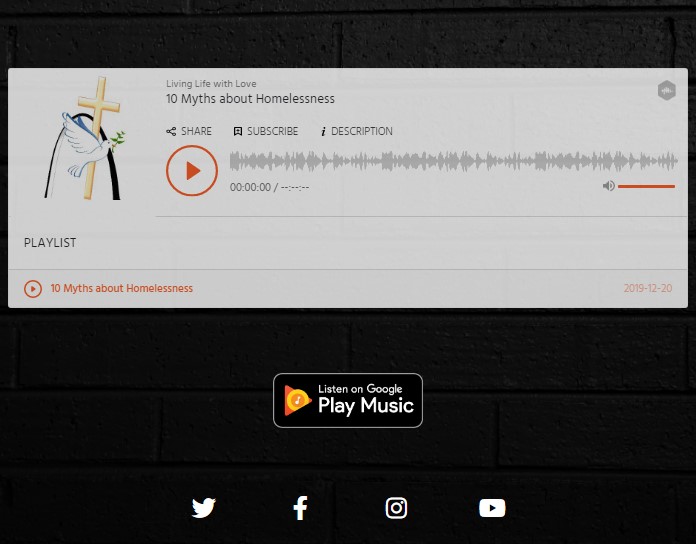 Living Life with Love
10 Myths about Homelessness
SHARE SUBSCRIBE i DESCRIPTION
00:00:00 / --:--:--
PLAYLIST
10 Myths about Homelessness 2019-12-20
Listen on Google
Play Music